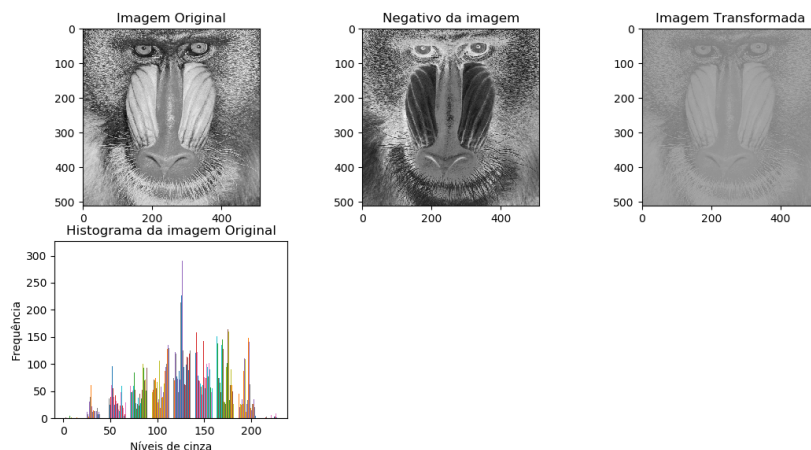 Imagem Original
0
100
200
300
400
500
0 200 400
Negativo da imagem
0
100
200
300
400
500
0 200 400
Imagem Transformada
0
100
200
300
400
500
0 200 400
Histograma da imagem Original
300
250
200
150
100
50
0
Frequência
0 50 100 150 200
Níveis de cinza